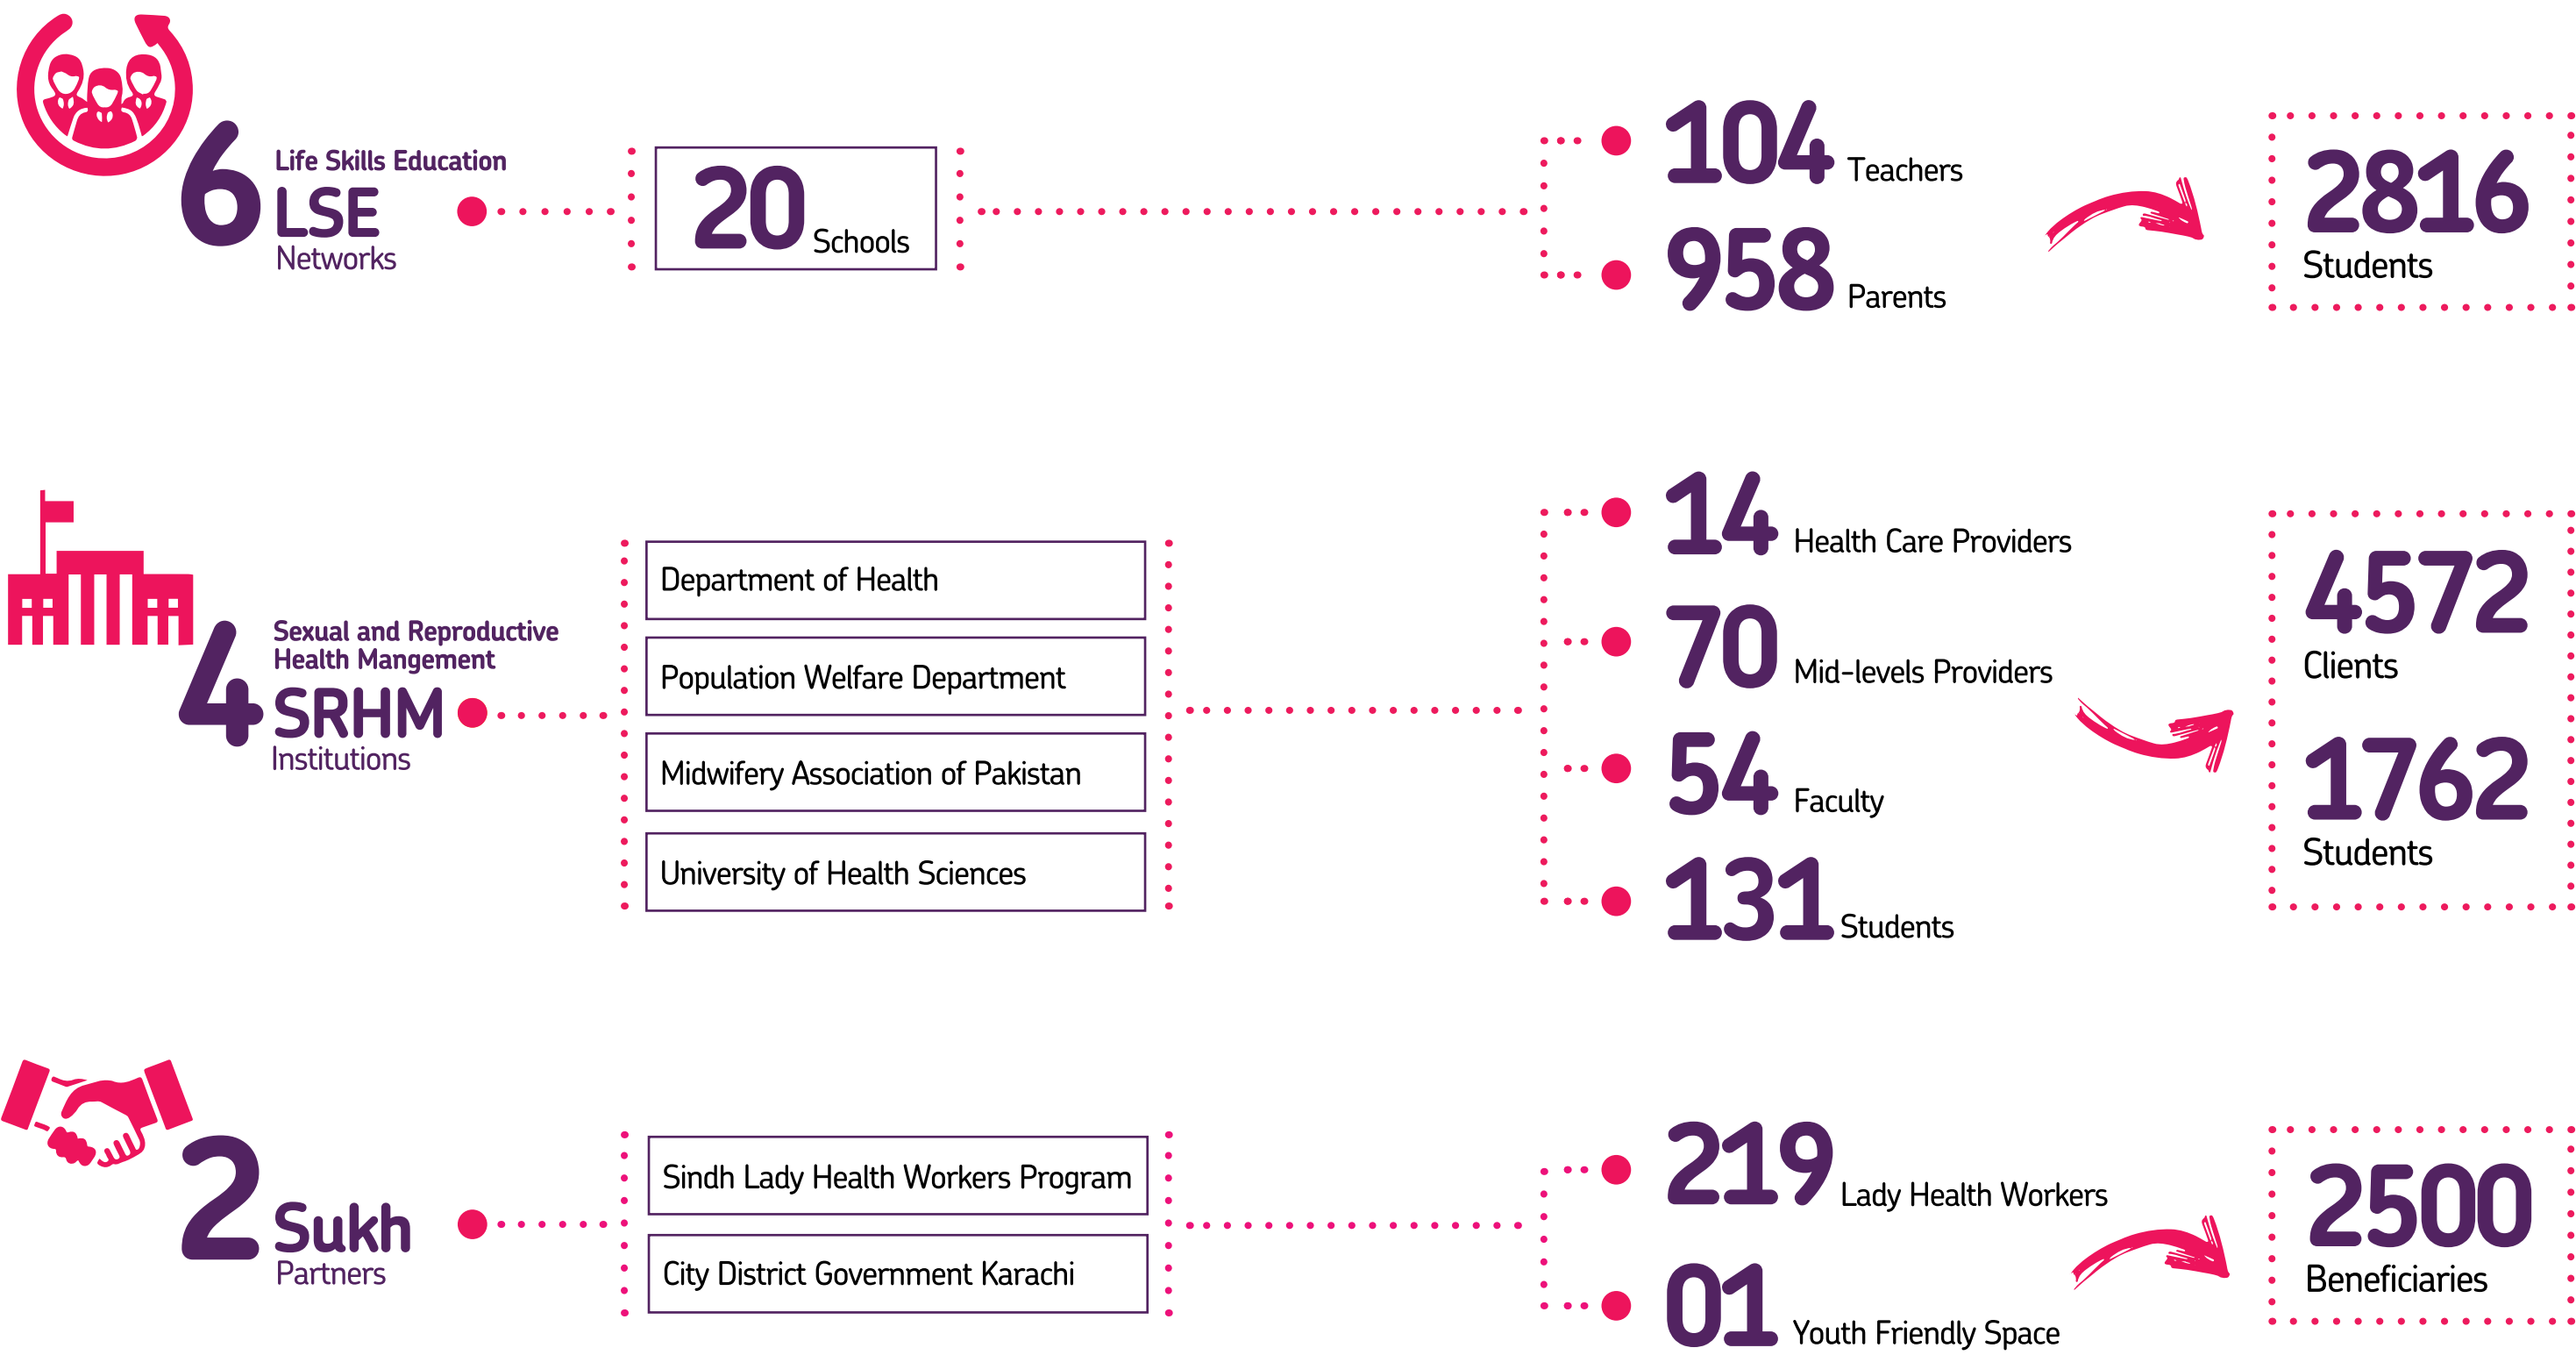 6
Life Skills Education
LSE
Networks
20 Schools
104 Teachers
958 Parents
2816
Students
4
Sexual and Reproductive
Health Mangement
SRHM
Institutions
Department of Health
Population Welfare Department
Midwifery Association of Pakistan
University of Health Sciences
14 Health Care Providers
70 Mid-levels Providers
54 Faculty
131 Students
4572
Clients
1762
Students
2 Sukh
Partners
Sindh Lady Health Workers Program
City District Government Karachi
219 Lady Health Workers
01 Youth Friendly Space
2500
Beneficiaries